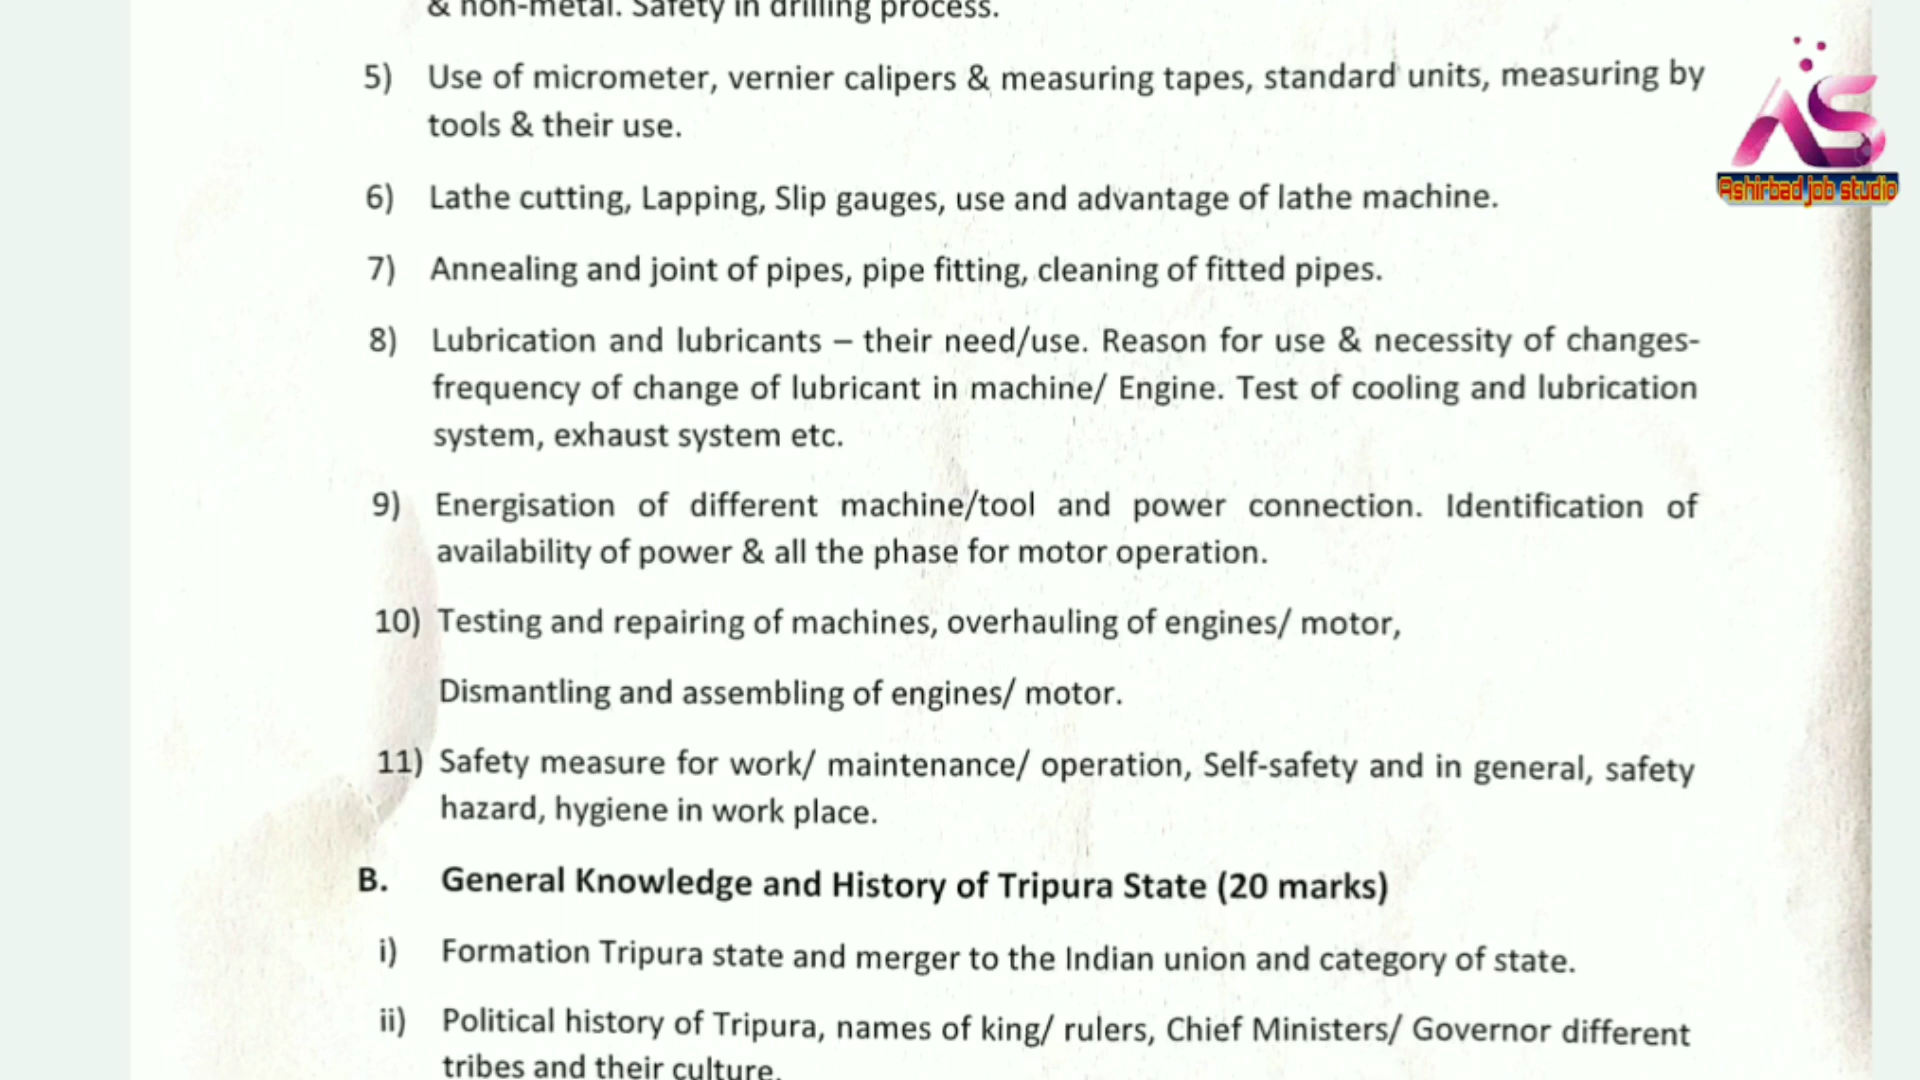 & non-metal. Safety in drilling process.
5) Use of micrometer, vernier calipers & measuring tapes, standard units, measuring by
tools & their use.
6) Lathe cutting, Lapping, Slip gauges, use and advantage of lathe machine.
7) Annealing and joint of pipes, pipe fitting, cleaning of fitted pipes.
8) Lubrication and lubricants – their need/use. Reason for use & necessity of changes-
frequency of change of lubricant in machine/ Engine. Test of cooling and lubrication
system, exhaust system etc.
9) Energisation of different machine/tool and power connection. Identification of
availability of power & all the phase for motor operation.
10) Testing and repairing of machines, overhauling of engines/ motor,
Dismantling and assembling of engines/ motor.
11) Safety measure for work/ maintenance/ operation, Self-safety and in general, safety
hazard, hygiene in work place.
B. General Knowledge and History of Tripura State (20 marks)
i) Formation Tripura state and merger to the Indian union and category of state.
ii) Political history of Tripura, names of king/ rulers, Chief Ministers/ Governor different
tribes and their culture.
AS
Ashirbad job studio